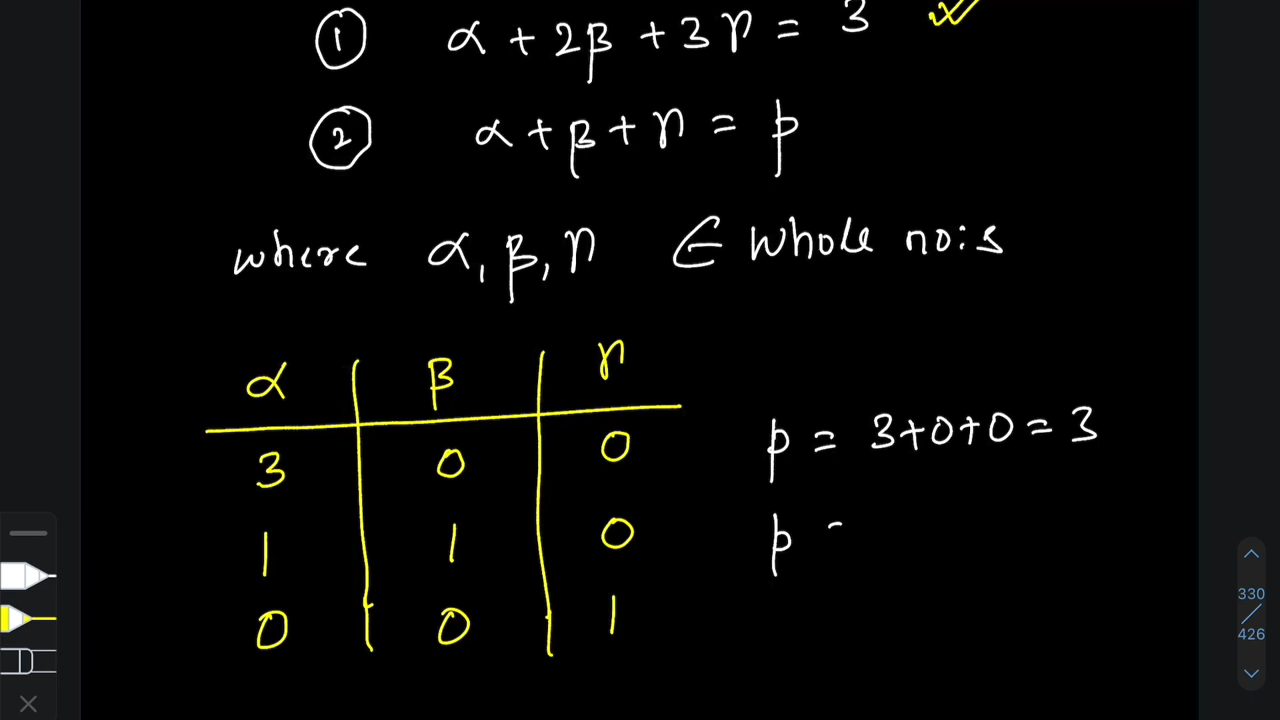 ① α + 2β + 3γ = 3
② α + β + γ = p
where α, β, γ ∈ Whole no:s
α β γ
3 0 0 p = 3+0+0 = 3
1 1 0 p -
0 0 1
330
/
426